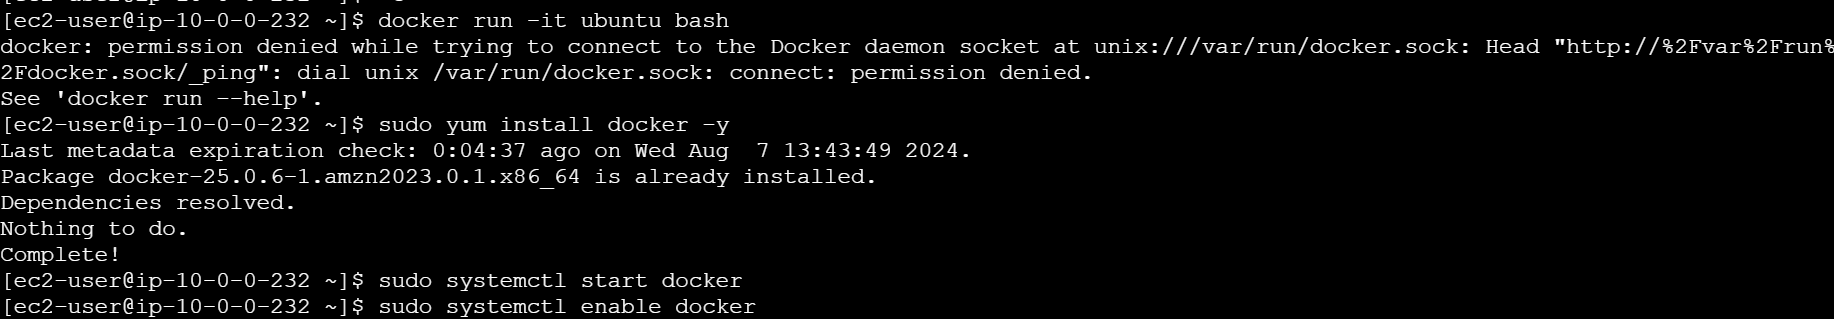 [ec2-user@ip-10-0-0-232 ~]$ docker run -it ubuntu bash
docker: permission denied while trying to connect to the Docker daemon socket at unix:///var/run/docker.sock: Head "http://%2Fvar%2Frun%
2Fdocker.sock/_ping": dial unix /var/run/docker.sock: connect: permission denied.
See 'docker run --help'.
[ec2-user@ip-10-0-0-232 ~]$ sudo yum install docker -y
Last metadata expiration check: 0:04:37 ago on Wed Aug  7 13:43:49 2024.
Package docker-25.0.6-1.amzn2023.0.1.x86_64 is already installed.
Dependencies resolved.
Nothing to do.
Complete!
[ec2-user@ip-10-0-0-232 ~]$ sudo systemctl start docker
[ec2-user@ip-10-0-0-232 ~]$ sudo systemctl enable docker